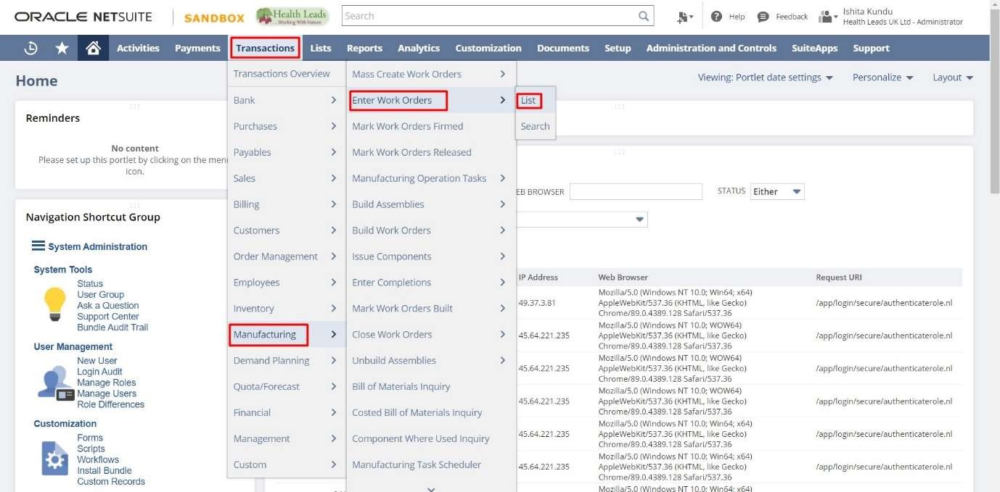 ORACLE NETSUITE
SANDBOX
Health Leads
...Working With Nature
Search
Help
Feedback
Ishita Kundu
Health Leads UK Ltd - Administrator
Activities
Payments
Transactions
Lists
Reports
Analytics
Customization
Documents
Setup
Administration and Controls
SuiteApps
Support
Home
Viewing: Portlet date settings
Personalize
Layout
Reminders
No content
Please set up this portlet by clicking on the menu
icon.
Navigation Shortcut Group
System Administration
System Tools
Status
User Group
Ask a Question
Support Center
Bundle Audit Trail
User Management
New User
Login Audit
Manage Roles
Manage Users
Role Differences
Customization
Forms
Scripts
Workflows
Install Bundle
Custom Records
Transactions Overview
Bank
Purchases
Payables
Sales
Billing
Customers
Order Management
Employees
Inventory
Manufacturing
Demand Planning
Quota/Forecast
Financial
Management
Custom
Mass Create Work Orders
Enter Work Orders
Mark Work Orders Firmed
Mark Work Orders Released
Manufacturing Operation Tasks
Build Assemblies
Build Work Orders
Issue Components
Enter Completions
Mark Work Orders Built
Close Work Orders
Unbuild Assemblies
Bill of Materials Inquiry
Costed Bill of Materials Inquiry
Component Where Used Inquiry
Manufacturing Task Scheduler
List
Search
EB BROWSER
STATUS
Either
IP Address
Web Browser
Request URI
49.37.3.81
Mozilla/5.0 (Windows NT 10.0; Win64; x64)
AppleWebKit/537.36 (KHTML, like Gecko)
Chrome/89.0.4389.128 Safari/537.36
/app/login/secure/authenticaterole.nl
45.64.221.235
Mozilla/5.0 (Windows NT 10.0; WOW64)
AppleWebKit/537.36 (KHTML, like Gecko)
Chrome/89.0.4389.128 Safari/537.36
/app/login/secure/authenticaterole.nl
45.64.221.235
Mozilla/5.0 (Windows NT 10.0; WOW64)
AppleWebKit/537.36 (KHTML, like Gecko)
Chrome/89.0.4389.128 Safari/537.36
/app/login/secure/authenticaterole.nl
45.64.221.235
Mozilla/5.0 (Windows NT 10.0; WOW64)
AppleWebKit/537.36 (KHTML, like Gecko)
Chrome/89.0.4389.128 Safari/537.36
/app/login/secure/authenticaterole.nl
45.64.221.235
Mozilla/5.0 (Windows NT 10.0; Win64; x64)
AppleWebKit/537.36 (KHTML, like Gecko)
Chrome/89.0.4389.128 Safari/537.36
/app/login/secure/authenticaterole.nl
45.64.221.235
Mozilla/5.0 (Windows NT 10.0; Win64; x64)
AppleWebKit/537.36 (KHTML, like Gecko)
Chrome/89.0.4389.128 Safari/537.36
/app/login/secure/authenticaterole.nl
Mozilla/5.0 (Windows NT 10.0; Win64; x64)